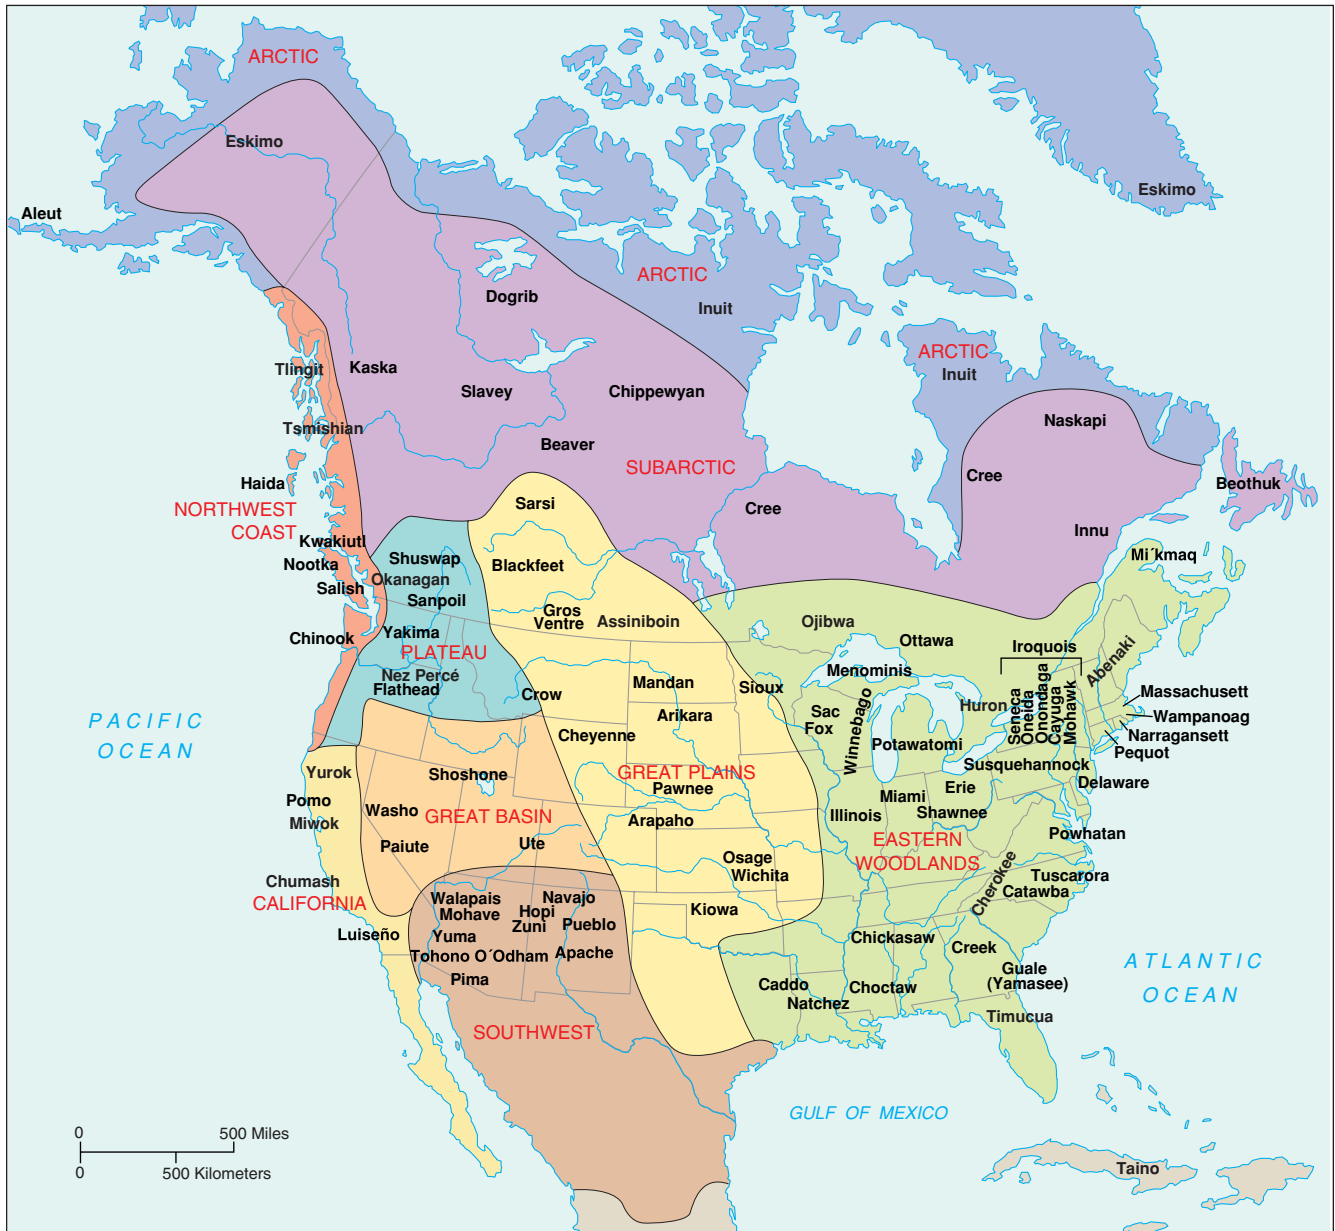 ARCTIC
Eskimo
Eskimo
Aleut
ARCTIC
Inuit
Dogrib
ARCTIC
Inuit
Tlingit
Kaska
Slavey
Chippewyan
Naskapi
Tsmishian
Beaver
SUBARCTIC
Cree
Beothuk
Haida
NORTHWEST
COAST
Sarsi
Cree
Innu
Kwakiutl
Nootka
Salish
Shuswap
Okanagan
Sanpoil
Blackfeet
Mi´kmaq
Gros
Ventre
Assiniboin
Ojibwa
Chinook
Yakima
PLATEAU
Nez Percé
Flathead
Ottawa
Iroquois
Abenaki
Menominis
Crow
Mandan
Sioux
Arikara
Sac
Fox
Winnebago
Huron
Seneca
Oneida
Onondaga
Cayuga
Mohawk
Massachusett
Wampanoag
Narragansett
Pequot
PACIFIC
OCEAN
Cheyenne
Potawatomi
Susquehannock
Delaware
Yurok
Shoshone
GREAT PLAINS
Pawnee
Miami
Erie
Pomo
Miwok
Washo
GREAT BASIN
Arapaho
Illinois
Shawnee
EASTERN
WOODLANDS
Powhatan
Paiute
Ute
Osage
Wichita
Cherokee
Tuscarora
Catawba
Chumash
CALIFORNIA
Luiseño
Walapais
Mohave
Yuma
Tohono O´Odham
Pima
Navajo
Hopi
Zuni
Pueblo
Apache
Kiowa
Chickasaw
Creek
Guale
(Yamasee)
Caddo
Natchez
Choctaw
Timucua
ATLANTIC
OCEAN
SOUTHWEST
GULF OF MEXICO
Taino
0
500 Miles
0
500 Kilometers